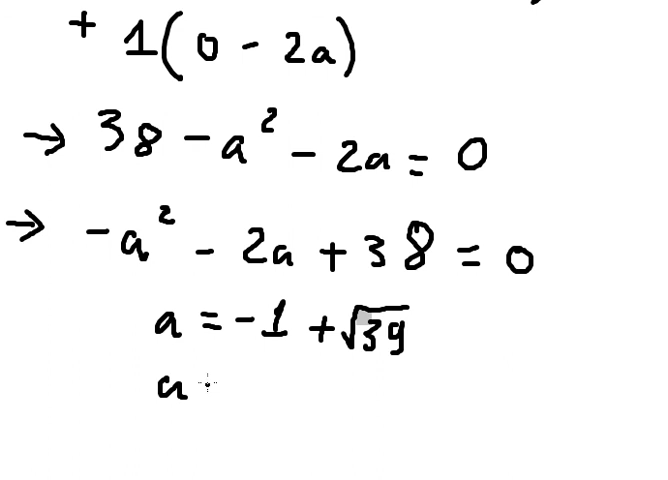 + 1(0 - 2a)
→ 38 - a² - 2a = 0
→ -a² - 2a + 38 = 0
a = -1 + √39
a